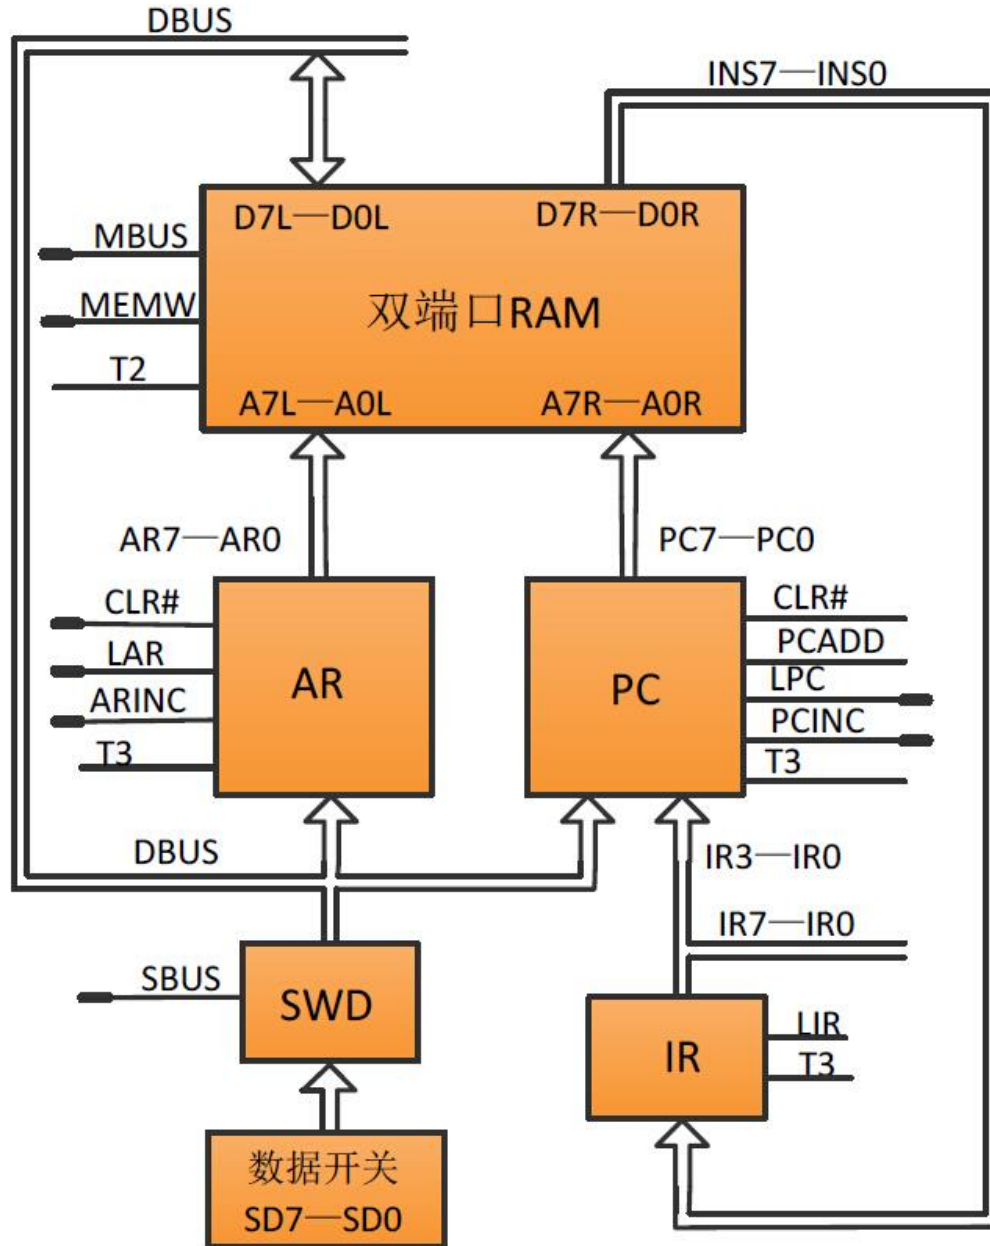 DBUS
INS7—INS0
D7L—D0L
D7R—D0R
MBUS
MEMW
双端口RAM
T2
A7L—A0L
A7R—A0R
AR7—AR0
PC7—PC0
CLR#
LAR
ARINC
T3
AR
PC
CLR#
PCADD
LPC
PCINC
T3
DBUS
IR3—IR0
IR7—IR0
SBUS
SWD
IR
LIR
T3
数据开关
SD7—SD0